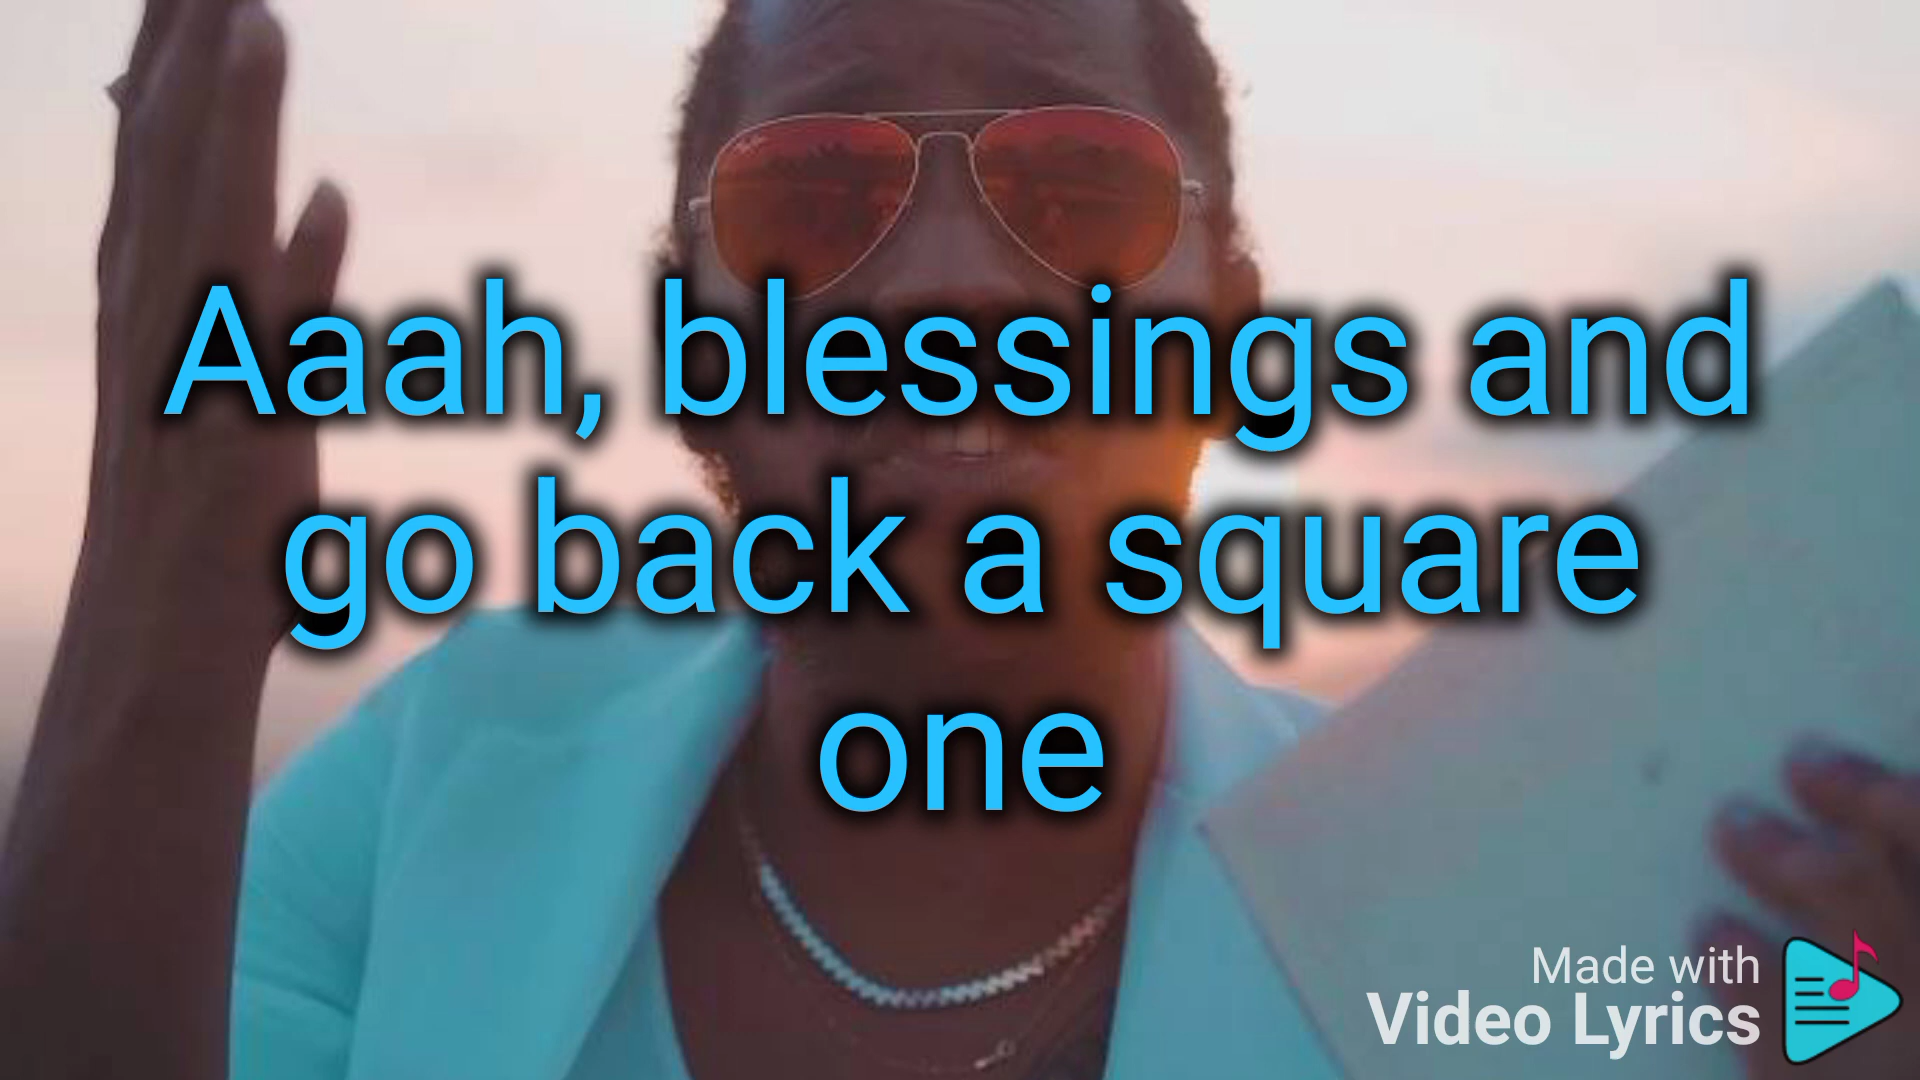 Aaah, blessings and
go back a square
one
Made with
Video Lyrics